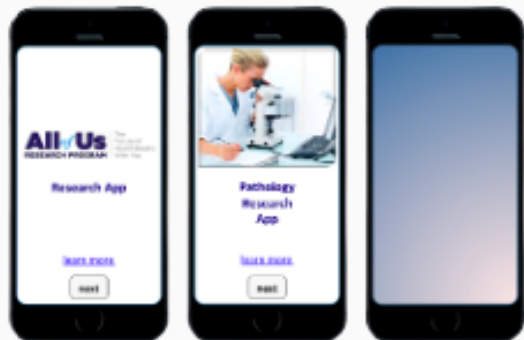 All of Us
RESEARCH PROGRAM
Research App
learn more
next
Pathology
Research
App
learn more
next